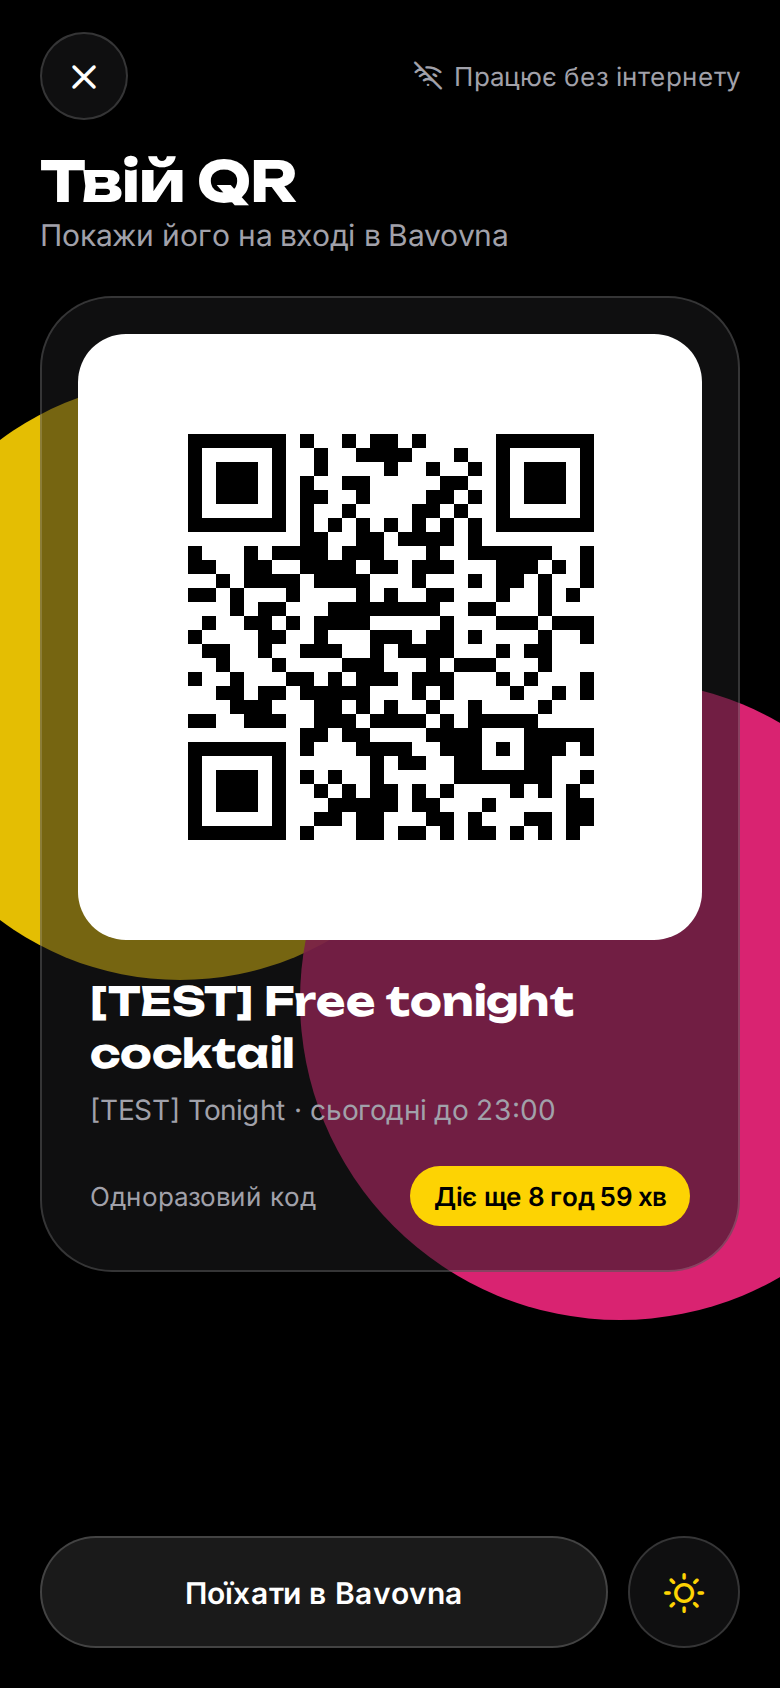 Працює без інтернету
Твій QR
Покажи його на вході в Bavovna
[TEST] Free tonight
cocktail
[TEST] Tonight · сьогодні до 23:00
Одноразовий код
Діє ще 8 год 59 хв
Поїхати в Bavovna